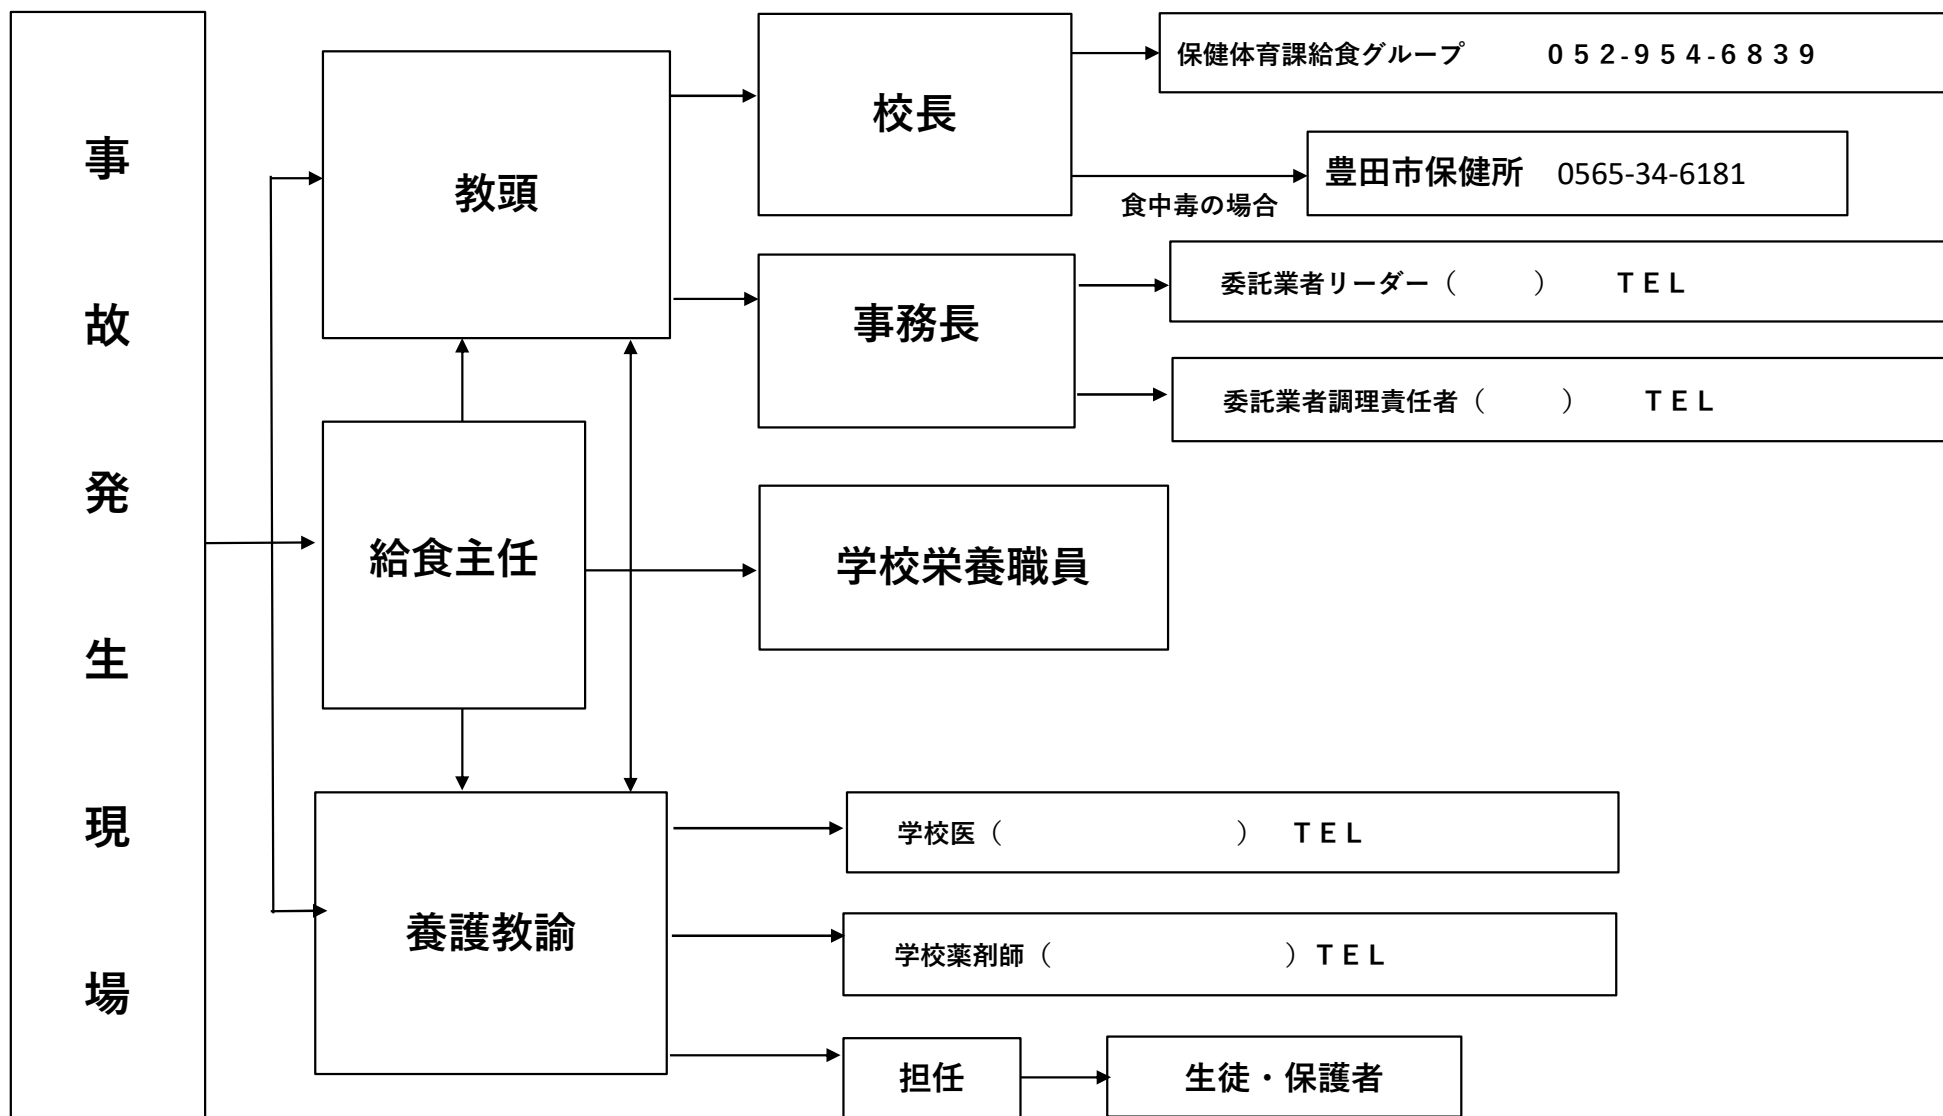 事故発生現場
教頭
給食主任
養護教諭
校長
事務長
学校栄養職員
保健体育課給食グループ　０５２-９５４-６８３９
豊田市保健所　0565-34-6181
食中毒の場合
委託業者リーダー（　　　）　ＴＥＬ
委託業者調理責任者（　　　）　ＴＥＬ
学校医（　　　　　　　　　）　ＴＥＬ
学校薬剤師（　　　　　　　　　）ＴＥＬ
担任
生徒・保護者